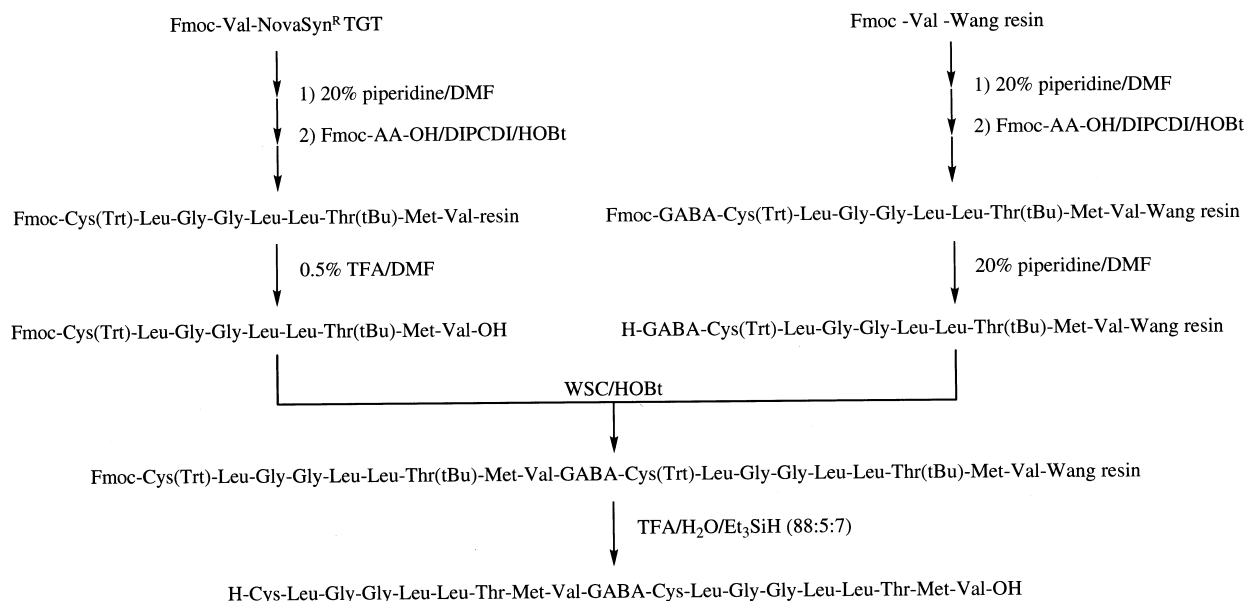 Fmoc-Val-NovaSynᴿ TGT
Fmoc -Val -Wang resin
1) 20% piperidine/DMF
2) Fmoc-AA-OH/DIPCDI/HOBt
1) 20% piperidine/DMF
2) Fmoc-AA-OH/DIPCDI/HOBt
Fmoc-Cys(Trt)-Leu-Gly-Gly-Leu-Leu-Thr(tBu)-Met-Val-resin
Fmoc-GABA-Cys(Trt)-Leu-Gly-Gly-Leu-Leu-Thr(tBu)-Met-Val-Wang resin
0.5% TFA/DMF
20% piperidine/DMF
Fmoc-Cys(Trt)-Leu-Gly-Gly-Leu-Leu-Thr(tBu)-Met-Val-OH
H-GABA-Cys(Trt)-Leu-Gly-Gly-Leu-Leu-Thr(tBu)-Met-Val-Wang resin
WSC/HOBt
Fmoc-Cys(Trt)-Leu-Gly-Gly-Leu-Leu-Thr(tBu)-Met-Val-GABA-Cys(Trt)-Leu-Gly-Gly-Leu-Leu-Thr(tBu)-Met-Val-Wang resin
TFA/H₂O/Et₃SiH (88:5:7)
H-Cys-Leu-Gly-Gly-Leu-Leu-Thr-Met-Val-GABA-Cys-Leu-Gly-Gly-Leu-Leu-Thr-Met-Val-OH